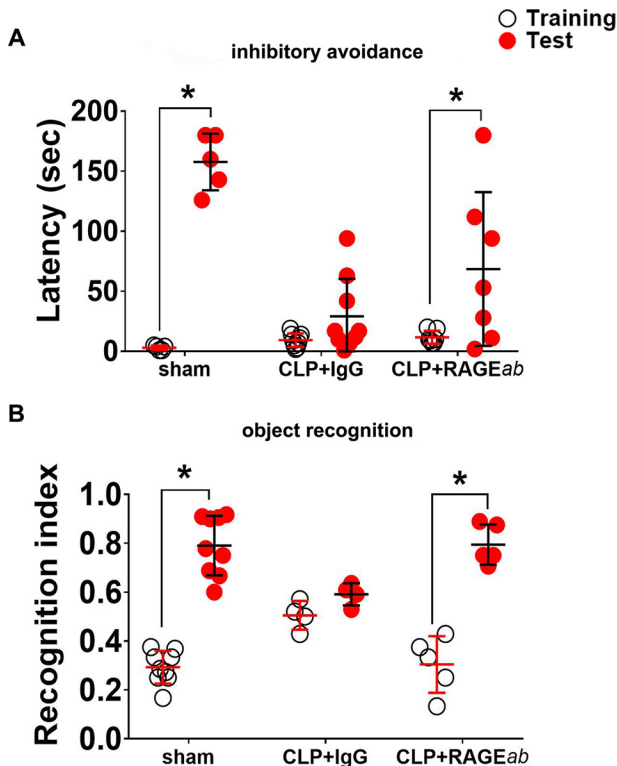 Training
A
Test
inhibitory avoidance
*
*
Latency (sec)
200
150
100
50
0
sham
CLP+IgG
CLP+RAGEab
B
object recognition
*
*
Recognition index
1.0
0.8
0.6
0.4
0.2
0.0
sham
CLP+IgG
CLP+RAGEab